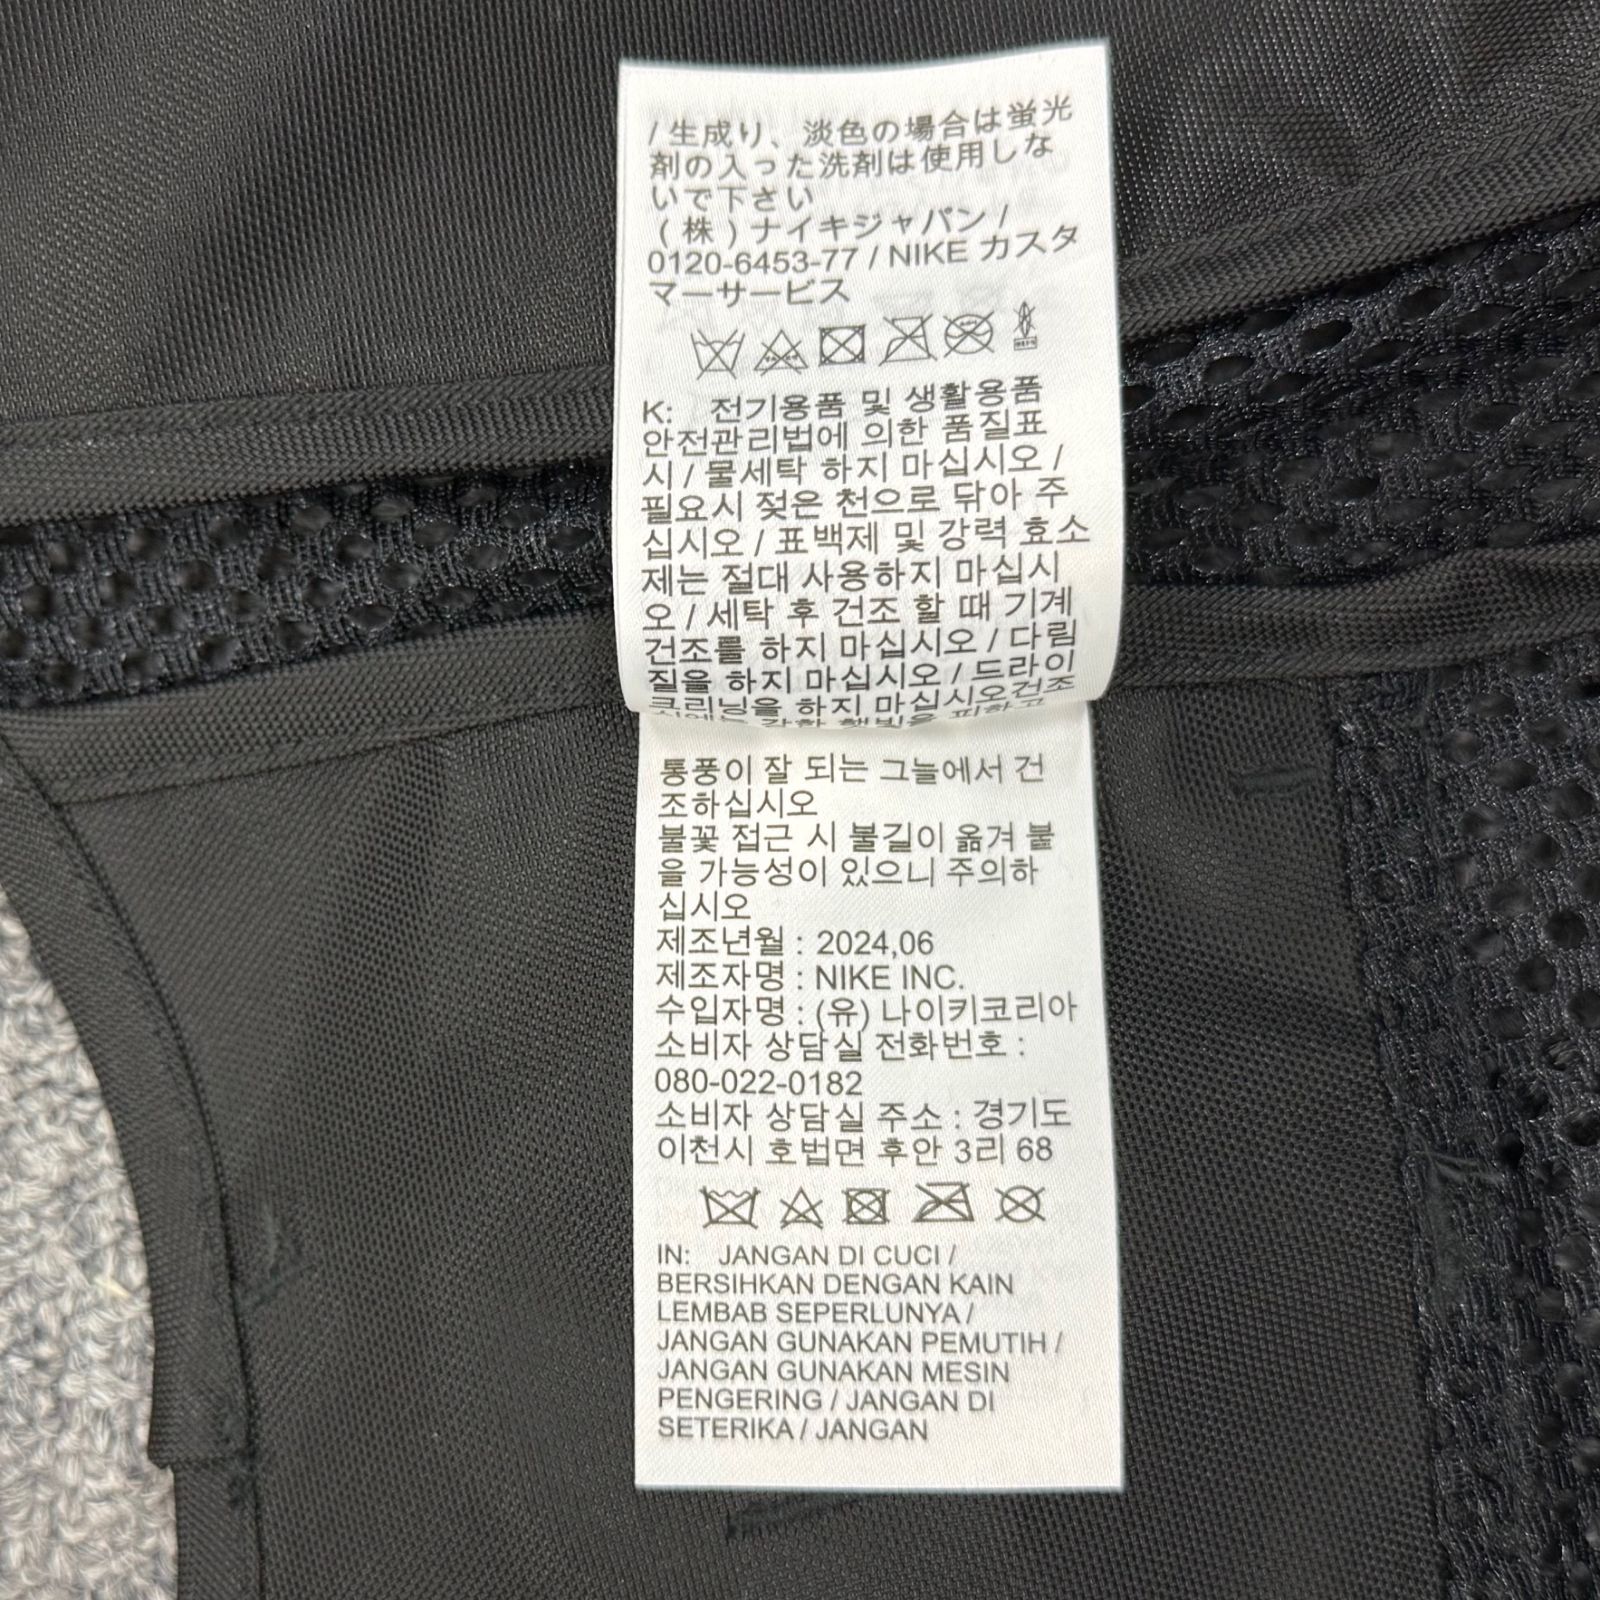 / 生成り、淡色の場合は蛍光
剤の入った洗剤は使用しな
いで下さい
( 株 ) ナイキジャパン /
0120-6453-77 / NIKE カスタ
マーサービス
K: 전기용품 및 생활용품
안전관리법에 의한 품질표
시 / 물세탁 하지 마십시오 /
필요시 젖은 천으로 닦아 주
십시오 / 표백제 및 강력 효소
제는 절대 사용하지 마십시
오 / 세탁 후 건조 할 때 기계
건조를 하지 마십시오 / 다림
질을 하지 마십시오 / 드라이
크리닝을 하지 마십시오건조
통풍이 잘 되는 그늘에서 건
조하십시오
불꽃 접근 시 불길이 옮겨 붙
을 가능성이 있으니 주의하
십시오
제조년월 : 2024,06
제조자명 : NIKE INC.
수입자명 : (유) 나이키코리아
소비자 상담실 전화번호 :
080-022-0182
소비자 상담실 주소 : 경기도
이천시 호법면 후안 3리 68
IN: JANGAN DI CUCI /
BERSIHKAN DENGAN KAIN
LEMBAB SEPERLUNYA /
JANGAN GUNAKAN PEMUTIH /
JANGAN GUNAKAN MESIN
PENGERING / JANGAN DI
SETERIKA / JANGAN